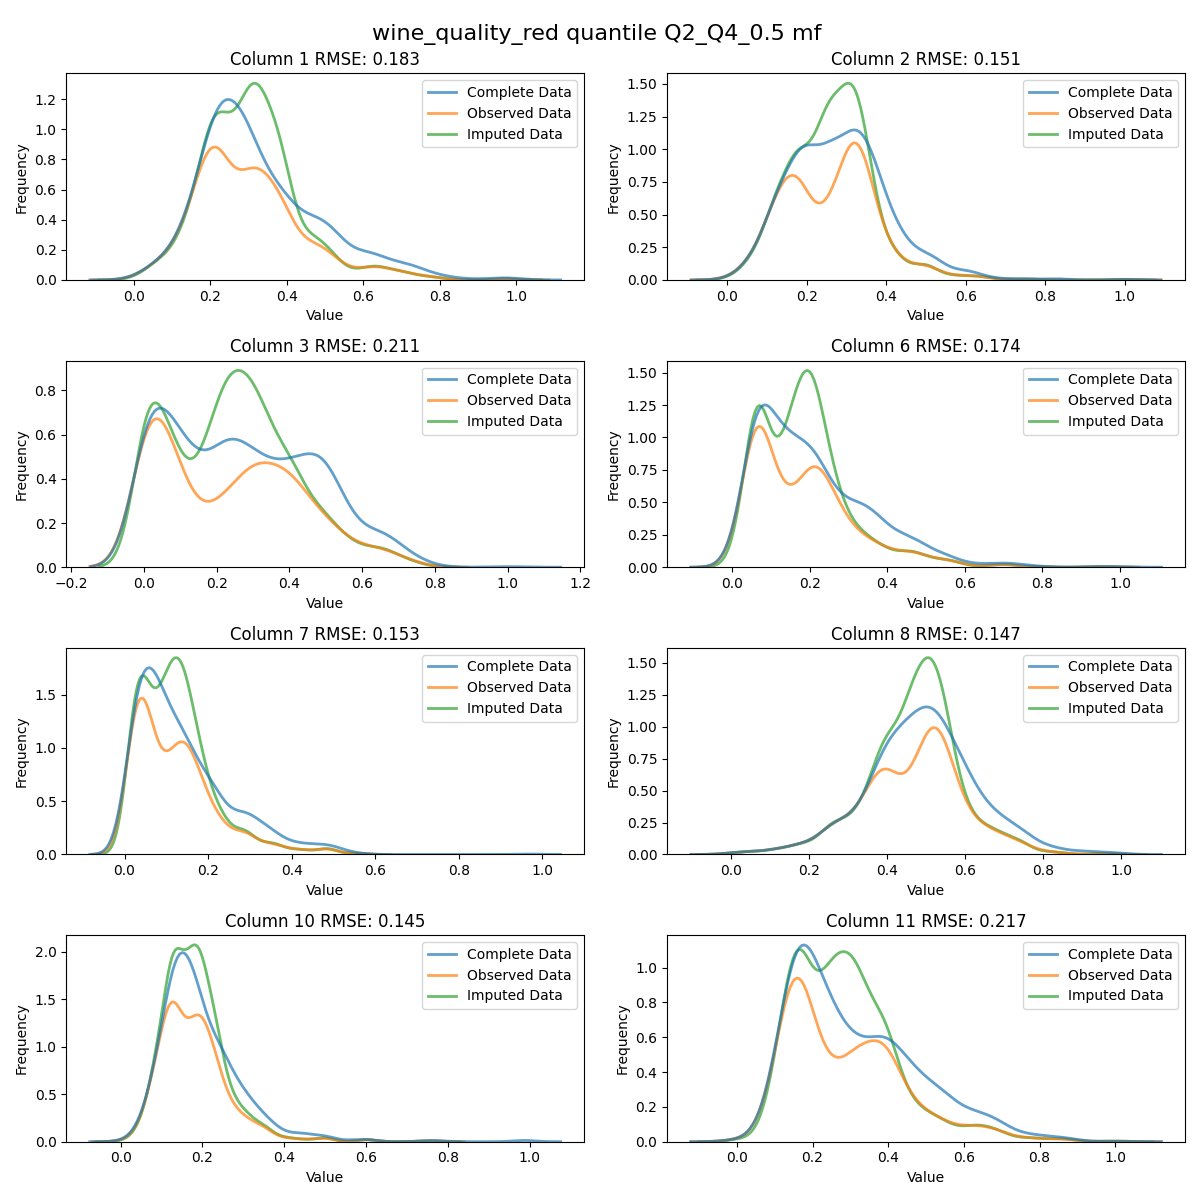 wine_quality_red quantile Q2_Q4_0.5 mf
Column 1 RMSE: 0.183
Frequency
1.2
1.0
0.8
0.6
0.4
0.2
0.0
Complete Data
Observed Data
Imputed Data
0.0 0.2 0.4 0.6 0.8 1.0
Value
Column 2 RMSE: 0.151
Frequency
1.50
1.25
1.00
0.75
0.50
0.25
0.00
Complete Data
Observed Data
Imputed Data
0.0 0.2 0.4 0.6 0.8 1.0
Value
Column 3 RMSE: 0.211
Frequency
0.8
0.6
0.4
0.2
0.0
Complete Data
Observed Data
Imputed Data
−0.2 0.0 0.2 0.4 0.6 0.8 1.0 1.2
Value
Column 6 RMSE: 0.174
Frequency
1.50
1.25
1.00
0.75
0.50
0.25
0.00
Complete Data
Observed Data
Imputed Data
0.0 0.2 0.4 0.6 0.8 1.0
Value
Column 7 RMSE: 0.153
Frequency
1.5
1.0
0.5
0.0
Complete Data
Observed Data
Imputed Data
0.0 0.2 0.4 0.6 0.8 1.0
Value
Column 8 RMSE: 0.147
Frequency
1.50
1.25
1.00
0.75
0.50
0.25
0.00
Complete Data
Observed Data
Imputed Data
0.0 0.2 0.4 0.6 0.8 1.0
Value
Column 10 RMSE: 0.145
Frequency
2.0
1.5
1.0
0.5
0.0
Complete Data
Observed Data
Imputed Data
0.0 0.2 0.4 0.6 0.8 1.0
Value
Column 11 RMSE: 0.217
Frequency
1.0
0.8
0.6
0.4
0.2
0.0
Complete Data
Observed Data
Imputed Data
0.0 0.2 0.4 0.6 0.8 1.0
Value